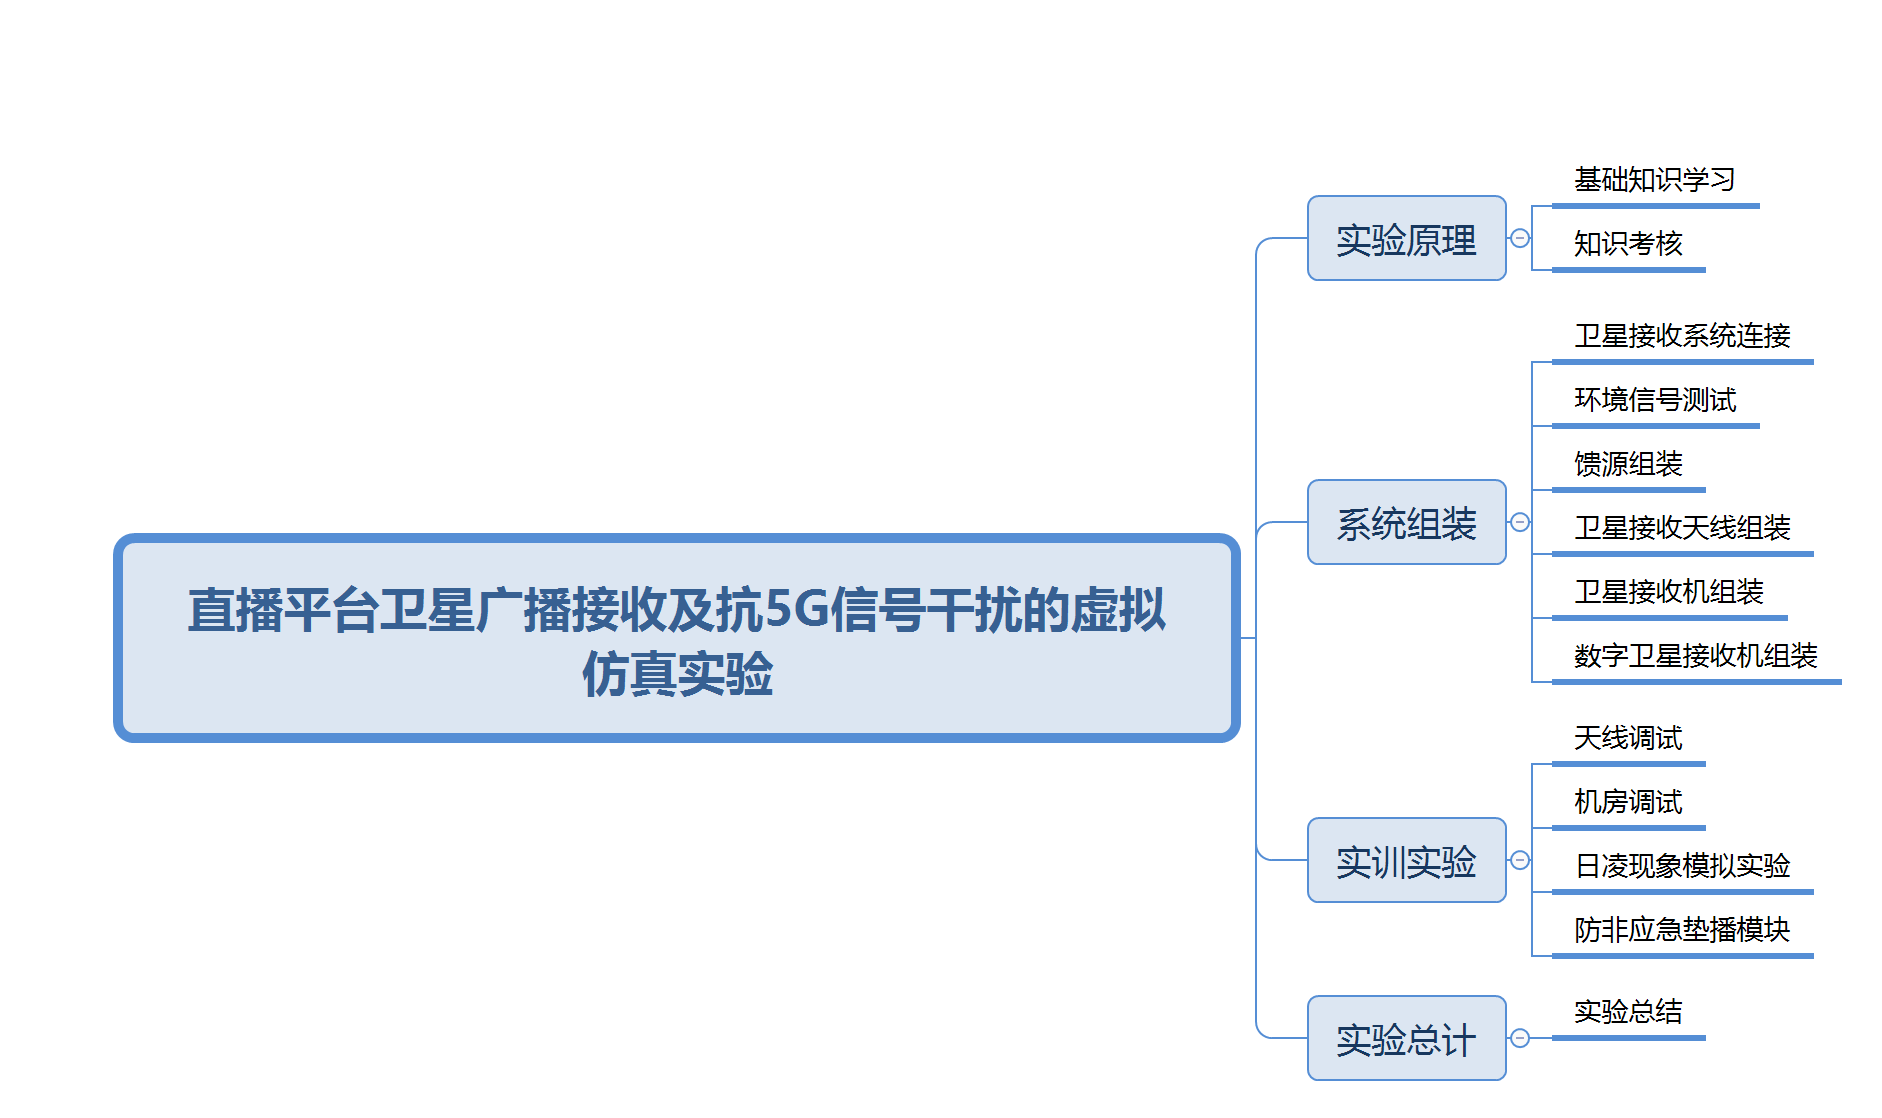 直播平台卫星广播接收及抗5G信号干扰的虚拟
仿真实验
实验原理
基础知识学习
知识考核
系统组装
卫星接收系统连接
环境信号测试
馈源组装
卫星接收天线组装
卫星接收机组装
数字卫星接收机组装
实训实验
天线调试
机房调试
日凌现象模拟实验
防非应急垫播模块
实验总计
实验总结